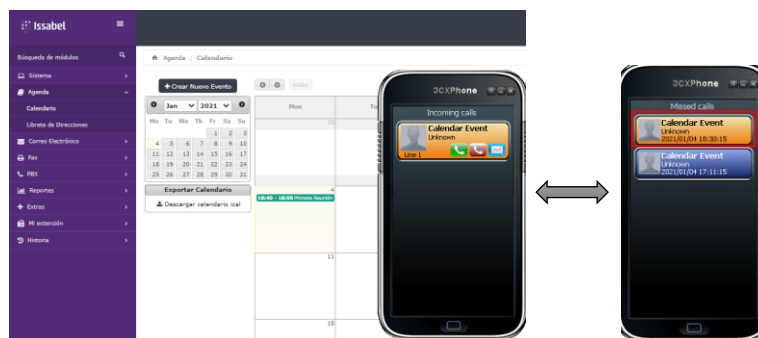 Issabel
Búsqueda de módulos
Sistema
Agenda
Calendario
Libreta de Direcciones
Correo Electrónico
Fax
PBX
Reportes
Extras
Mi extensión
Historia
Agenda / Calendario
+ Crear Nuevo Evento
today
Jan 2021
Mo Tu We Th Fr Sa Su
1 2 3
4 5 6 7 8 9 10
11 12 13 14 15 16 17
18 19 20 21 22 23 24
25 26 27 28 29 30 31
Exportar Calendario
Descargar calendario ical
Mon
Tu
28
4
18:40 - 18:50 Primera Reunión
11
18
3CXPhone
Incoming calls
Calendar Event
Unknown
Line 1
3CXPhone
Missed calls
Calendar Event
Unknown
2021/01/04 18:30:15
Calendar Event
Unknown
2021/01/04 17:11:15